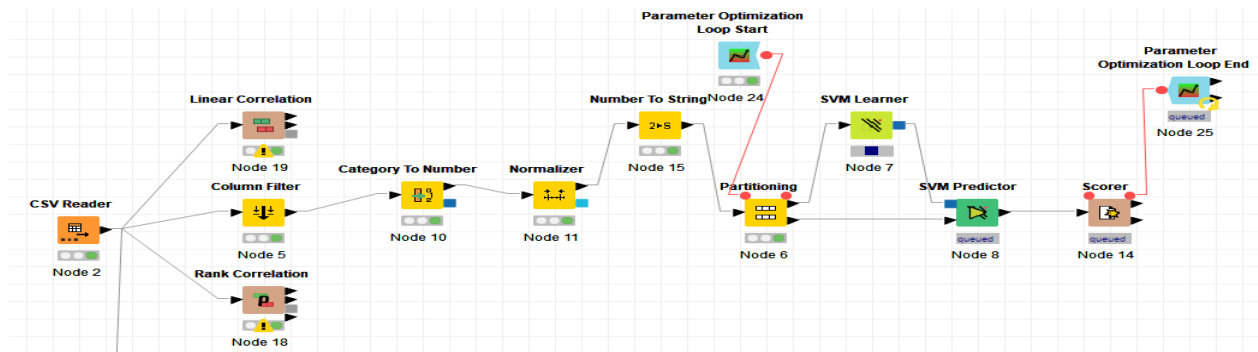 Parameter Optimization
Loop Start
Node 24
Parameter
Optimization Loop End
queued
Node 25
Linear Correlation
Node 19
Number To String
2▸S
Node 15
SVM Learner
Node 7
Category To Number
Node 10
Normalizer
Node 11
Column Filter
Node 5
CSV Reader
Node 2
Partitioning
Node 6
SVM Predictor
queued
Node 8
Scorer
queued
Node 14
Rank Correlation
p
Node 18